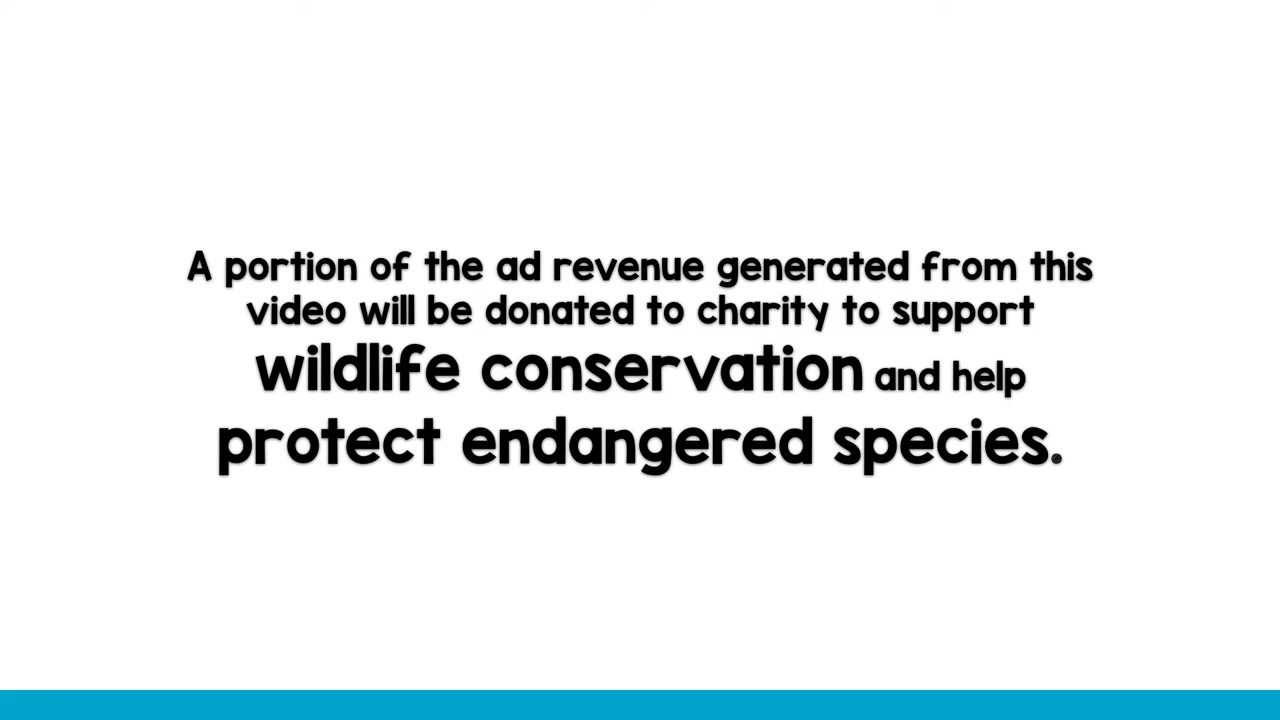 A portion of the ad revenue generated from this
video will be donated to charity to support
wildlife conservation and help
protect endangered species.